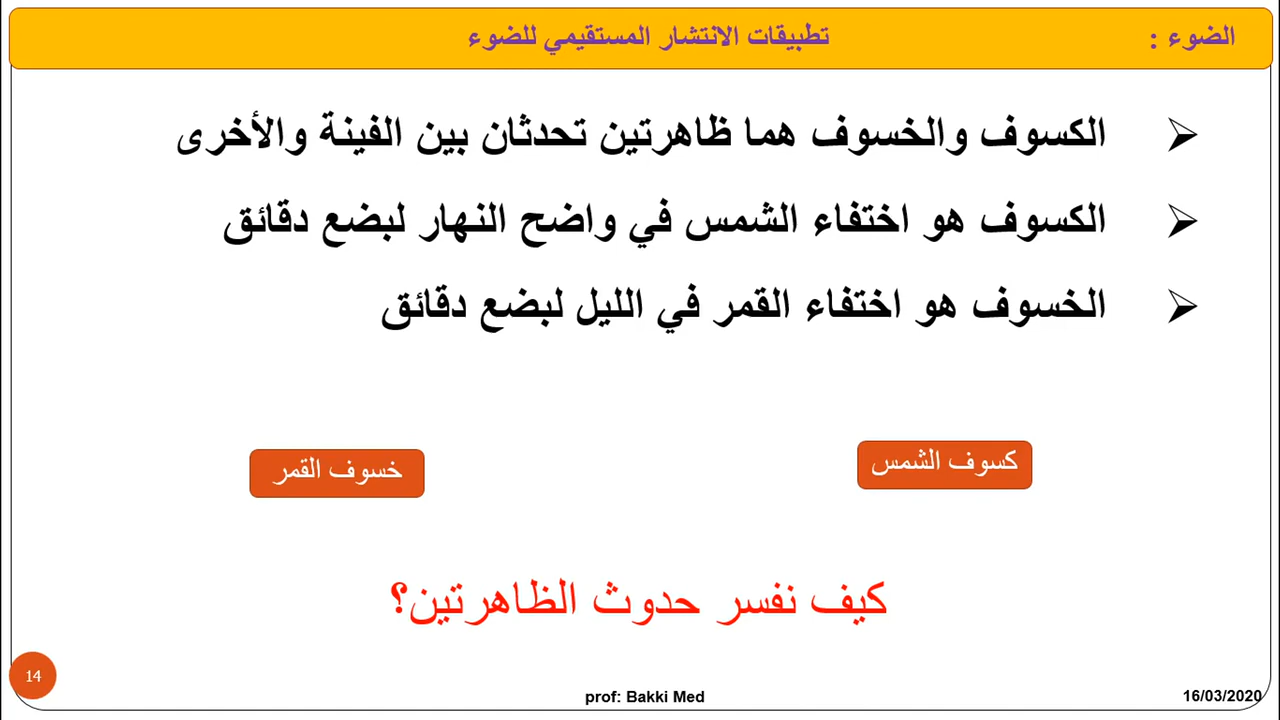 الضوء :
تطبيقات الانتشار المستقيمي للضوء
الكسوف والخسوف هما ظاهرتين تحدثان بين الفينة والأخرى
الكسوف هو اختفاء الشمس في واضح النهار لبضع دقائق
الخسوف هو اختفاء القمر في الليل لبضع دقائق
كسوف الشمس
خسوف القمر
كيف نفسر حدوث الظاهرتين؟
14
prof: Bakki Med
16/03/2020